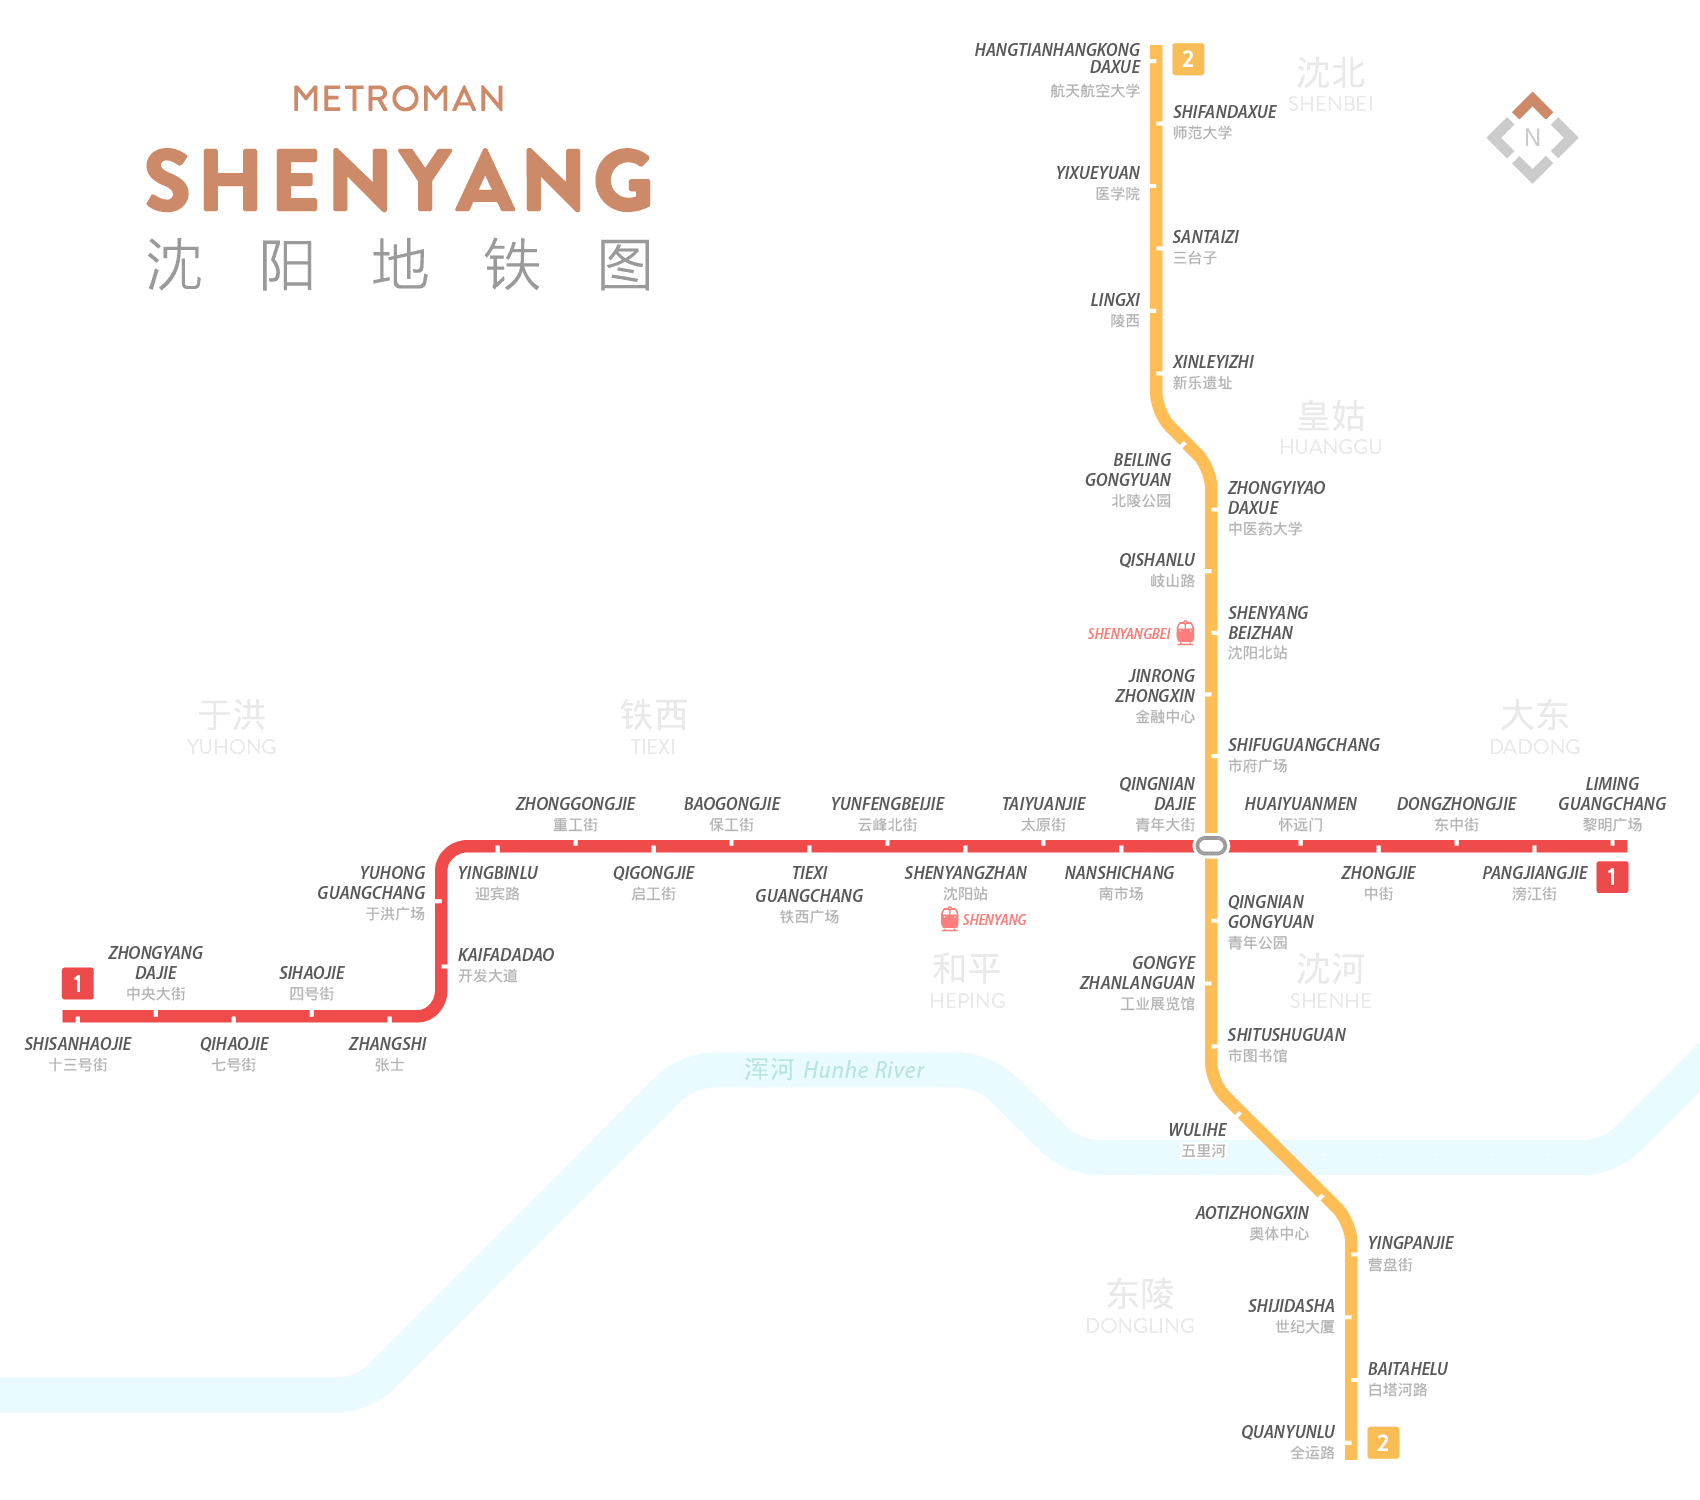 METROMAN
SHENYANG
沈阳地铁图
N
2
HANGTIANHANGKONG
DAXUE
航天航空大学
沈北
SHENBEI
SHIFANDAXUE
师范大学
YIXUEYUAN
医学院
SANTAIZI
三台子
LINGXI
陵西
XINLEYIZHI
新乐遗址
皇姑
HUANGGU
BEILING
GONGYUAN
北陵公园
ZHONGYIYAO
DAXUE
中医药大学
QISHANLU
岐山路
SHENYANG
BEIZHAN
沈阳北站
SHENYANGBEI
JINRONG
ZHONGXIN
金融中心
于洪
YUHONG
铁西
TIEXI
大东
DADONG
SHIFUGUANGCHANG
市府广场
ZHONGGONGJIE
重工街
BAOGONGJIE
保工街
YUNFENGBEIJIE
云峰北街
TAIYUANJIE
太原街
QINGNIAN
DAJIE
青年大街
HUAIYUANMEN
怀远门
DONGZHONGJIE
东中街
LIMING
GUANGCHANG
黎明广场
YUHONG
GUANGCHANG
于洪广场
YINGBINLU
迎宾路
QIGONGJIE
启工街
TIEXI
GUANGCHANG
铁西广场
SHENYANGZHAN
沈阳站
SHENYANG
NANSHICHANG
南市场
ZHONGJIE
中街
PANGJIANGJIE
滂江街
1
QINGNIAN
GONGYUAN
青年公园
ZHONGYANG
DAJIE
中央大街
SIHAOJIE
四号街
KAIFADADAO
开发大道
和平
HEPING
GONGYE
ZHANLANGUAN
工业展览馆
沈河
SHENHE
1
SHISANHAOJIE
十三号街
QIHAOJIE
七号街
ZHANGSHI
张士
SHITUSHUGUAN
市图书馆
浑河 Hunhe River
WULIHE
五里河
AOTIZHONGXIN
奥体中心
YINGPANJIE
营盘街
东陵
DONGLING
SHIJIDASHA
世纪大厦
BAITAHELU
白塔河路
QUANYUNLU
全运路
2